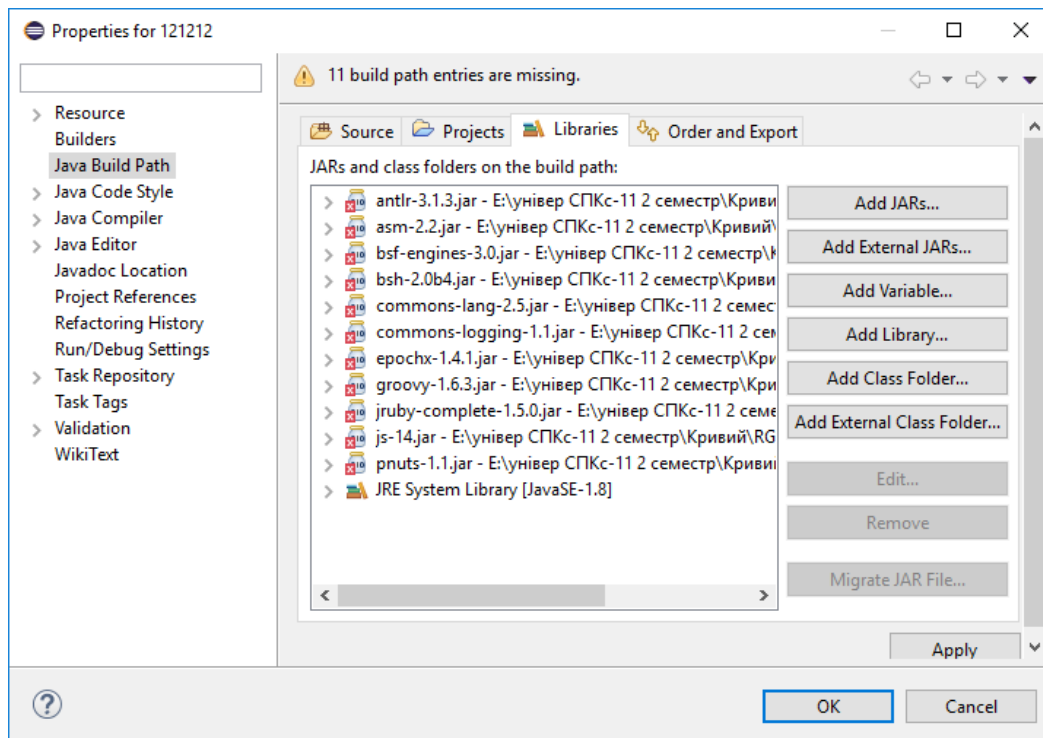 Properties for 121212
11 build path entries are missing.
Resource
Builders
Java Build Path
Java Code Style
Java Compiler
Java Editor
Javadoc Location
Project References
Refactoring History
Run/Debug Settings
Task Repository
Task Tags
Validation
WikiText
Source
Projects
Libraries
Order and Export
JARs and class folders on the build path:
antlr-3.1.3.jar - E:\універ СПКс-11 2 семестр\Криви
asm-2.2.jar - E:\універ СПКс-11 2 семестр\Кривий\
bsf-engines-3.0.jar - E:\універ СПКс-11 2 семестр\К
bsh-2.0b4.jar - E:\універ СПКс-11 2 семестр\Кривий
commons-lang-2.5.jar - E:\універ СПКс-11 2 семес
commons-logging-1.1.jar - E:\універ СПКс-11 2 сем
epochx-1.4.1.jar - E:\універ СПКс-11 2 семестр\Кри
groovy-1.6.3.jar - E:\універ СПКс-11 2 семестр\Кри
jruby-complete-1.5.0.jar - E:\універ СПКс-11 2 семе
js-14.jar - E:\універ СПКс-11 2 семестр\Кривий\RG
pnuts-1.1.jar - E:\універ СПКс-11 2 семестр\Криви
JRE System Library [JavaSE-1.8]
Add JARs...
Add External JARs...
Add Variable...
Add Library...
Add Class Folder...
Add External Class Folder...
Edit...
Remove
Migrate JAR File...
Apply
OK
Cancel